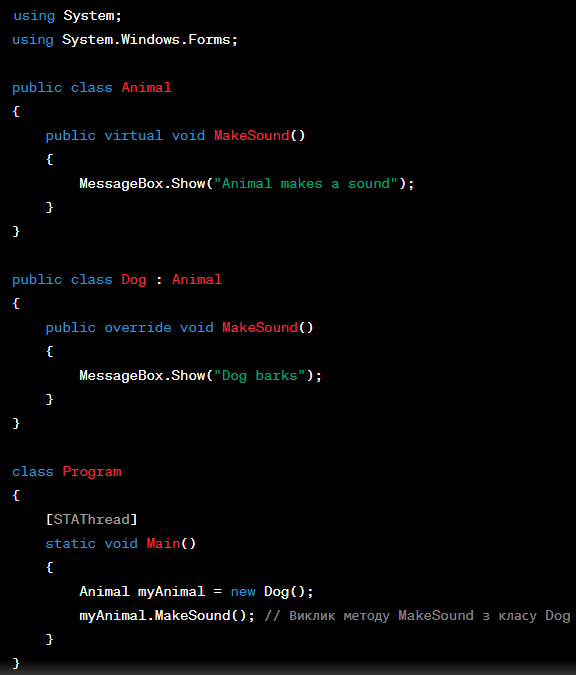 using System;
using System.Windows.Forms;
public class Animal
{
public virtual void MakeSound()
{
MessageBox.Show("Animal makes a sound");
}
}
public class Dog : Animal
{
public override void MakeSound()
{
MessageBox.Show("Dog barks");
}
}
class Program
{
[STAThread]
static void Main()
{
Animal myAnimal = new Dog();
myAnimal.MakeSound(); // Виклик методу MakeSound з класу Dog
}
}